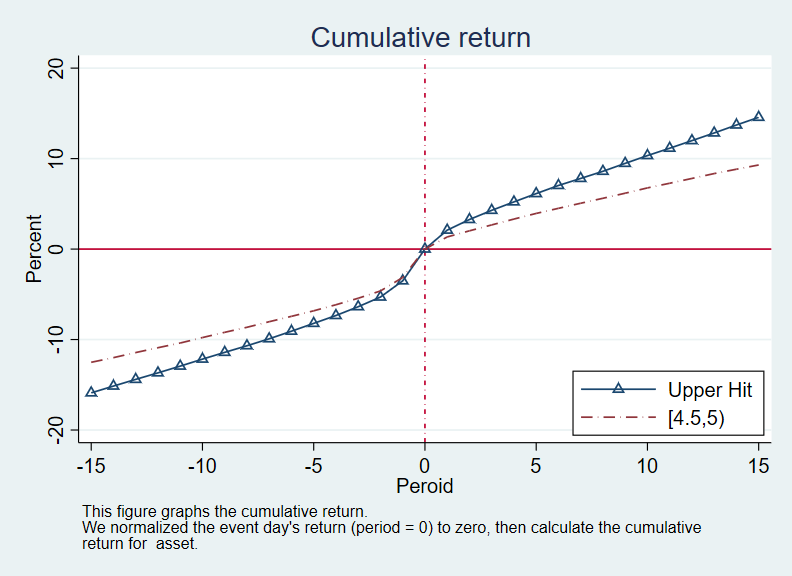 Cumulative return
Percent
20
10
0
-10
-20
Upper Hit
[4.5,5)
-15 -10 -5 0 5 10 15
Peroid
This figure graphs the cumulative return.
We normalized the event day's return (period = 0) to zero, then calculate the cumulative
return for  asset.